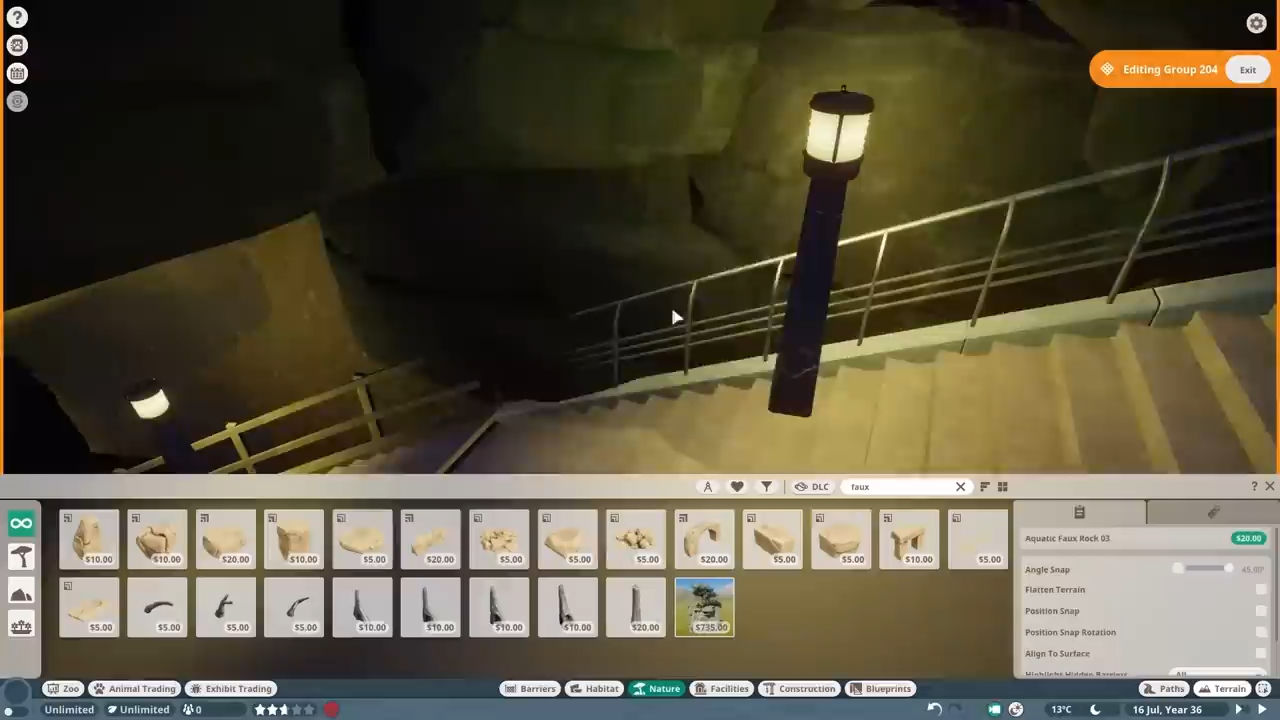 ?
Editing Group 204
Exit
DLC
faux
?
$10.00
$10.00
$20.00
$10.00
$5.00
$20.00
$5.00
$5.00
$5.00
$20.00
$5.00
$5.00
$10.00
$5.00
$5.00
$5.00
$5.00
$5.00
$10.00
$10.00
$10.00
$10.00
$20.00
$735.00
Aquatic Faux Rock 03
$20.00
Angle Snap
45.00°
Flatten Terrain
Position Snap
Position Snap Rotation
Align To Surface
Zoo
Animal Trading
Exhibit Trading
Barriers
Habitat
Nature
Facilities
Construction
Blueprints
Paths
Terrain
Unlimited
Unlimited
0
13°C
16 Jul, Year 36